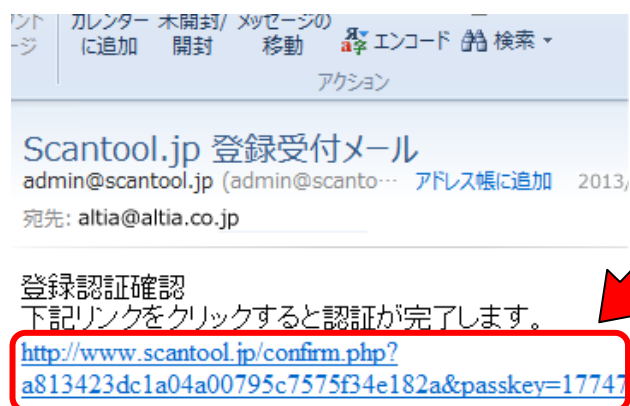 カレンダー 未開封/ メッセージの
ージ に追加 開封 移動 エンコード 検索
アクション
Scantool.jp 登録受付メール
admin@scantool.jp (admin@scanto… アドレス帳に追加 2013/
宛先: altia@altia.co.jp
登録認証確認
下記リンクをクリックすると認証が完了します。
http://www.scantool.jp/confirm.php?
a813423dc1a04a00795c7575f34e182a&passkey=17747